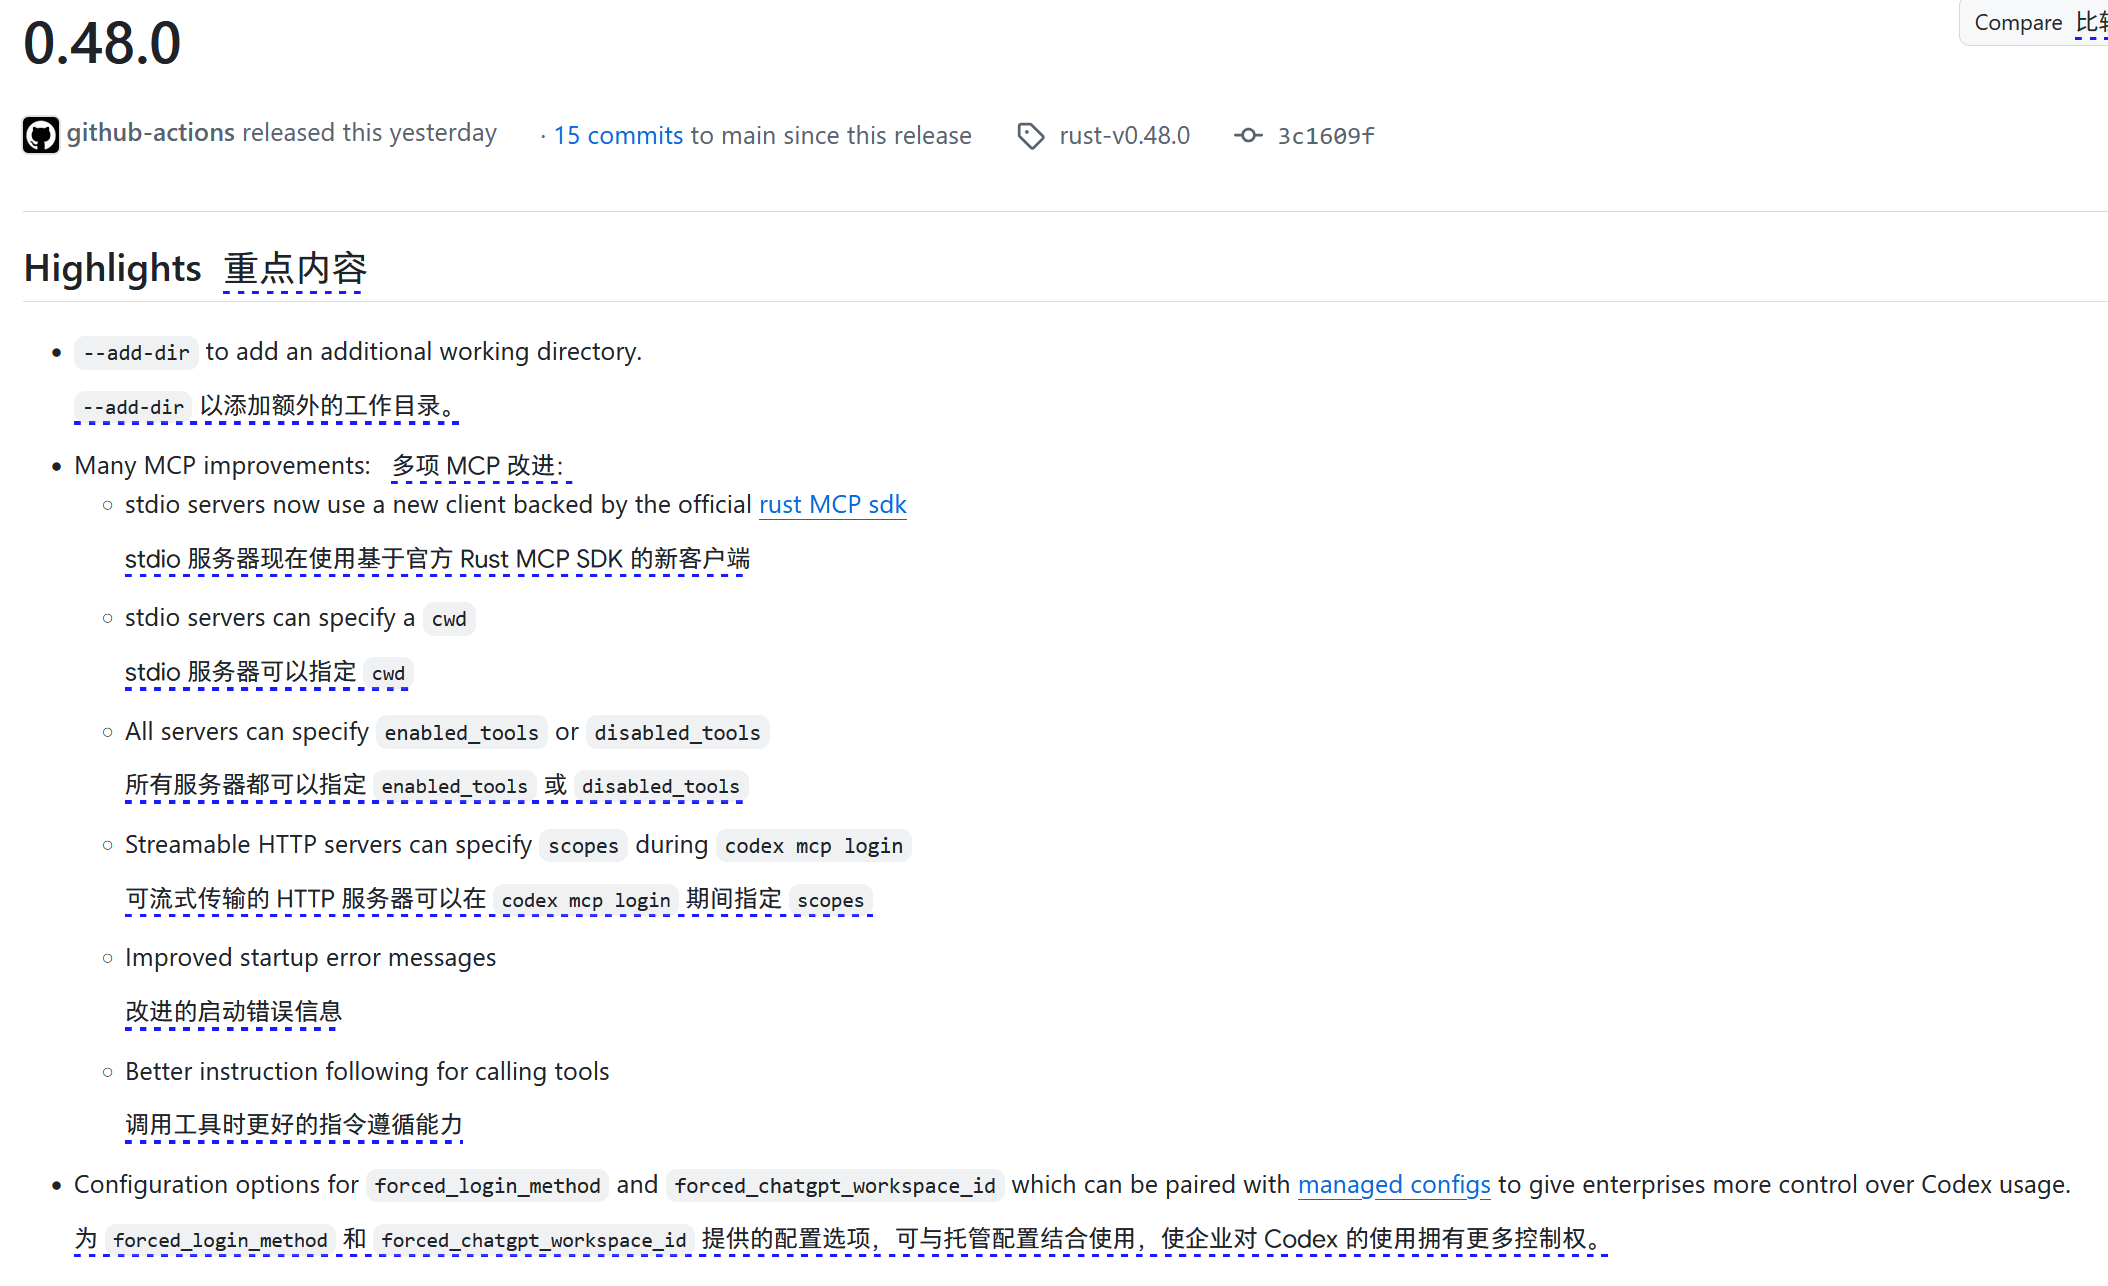 0.48.0
Compare 比
github-actions released this yesterday · 15 commits to main since this release rust-v0.48.0 3c1609f
Highlights 重点内容
--add-dir to add an additional working directory.
--add-dir 以添加额外的工作目录。
Many MCP improvements: 多项 MCP 改进：
stdio servers now use a new client backed by the official rust MCP sdk
stdio 服务器现在使用基于官方 Rust MCP SDK 的新客户端
stdio servers can specify a cwd
stdio 服务器可以指定 cwd
All servers can specify enabled_tools or disabled_tools
所有服务器都可以指定 enabled_tools 或 disabled_tools
Streamable HTTP servers can specify scopes during codex mcp login
可流式传输的 HTTP 服务器可以在 codex mcp login 期间指定 scopes
Improved startup error messages
改进的启动错误信息
Better instruction following for calling tools
调用工具时更好的指令遵循能力
Configuration options for forced_login_method and forced_chatgpt_workspace_id which can be paired with managed configs to give enterprises more control over Codex usage.
为 forced_login_method 和 forced_chatgpt_workspace_id 提供的配置选项，可与托管配置结合使用，使企业对 Codex 的使用拥有更多控制权。